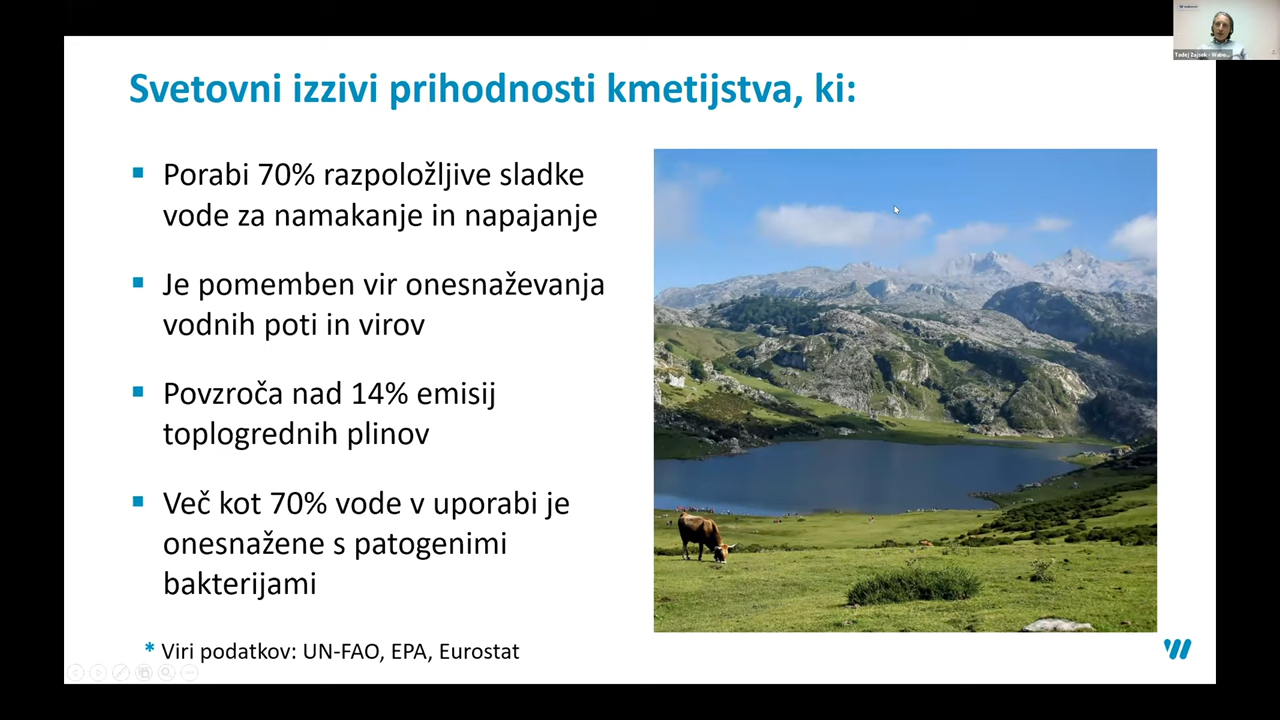 Svetovni izzivi prihodnosti kmetijstva, ki:
Porabi 70% razpoložljive sladke
vode za namakanje in napajanje
Je pomemben vir onesnaževanja
vodnih poti in virov
Povzroča nad 14% emisij
toplogrednih plinov
Več kot 70% vode v uporabi je
onesnažene s patogenimi
bakterijami
* Viri podatkov: UN-FAO, EPA, Eurostat